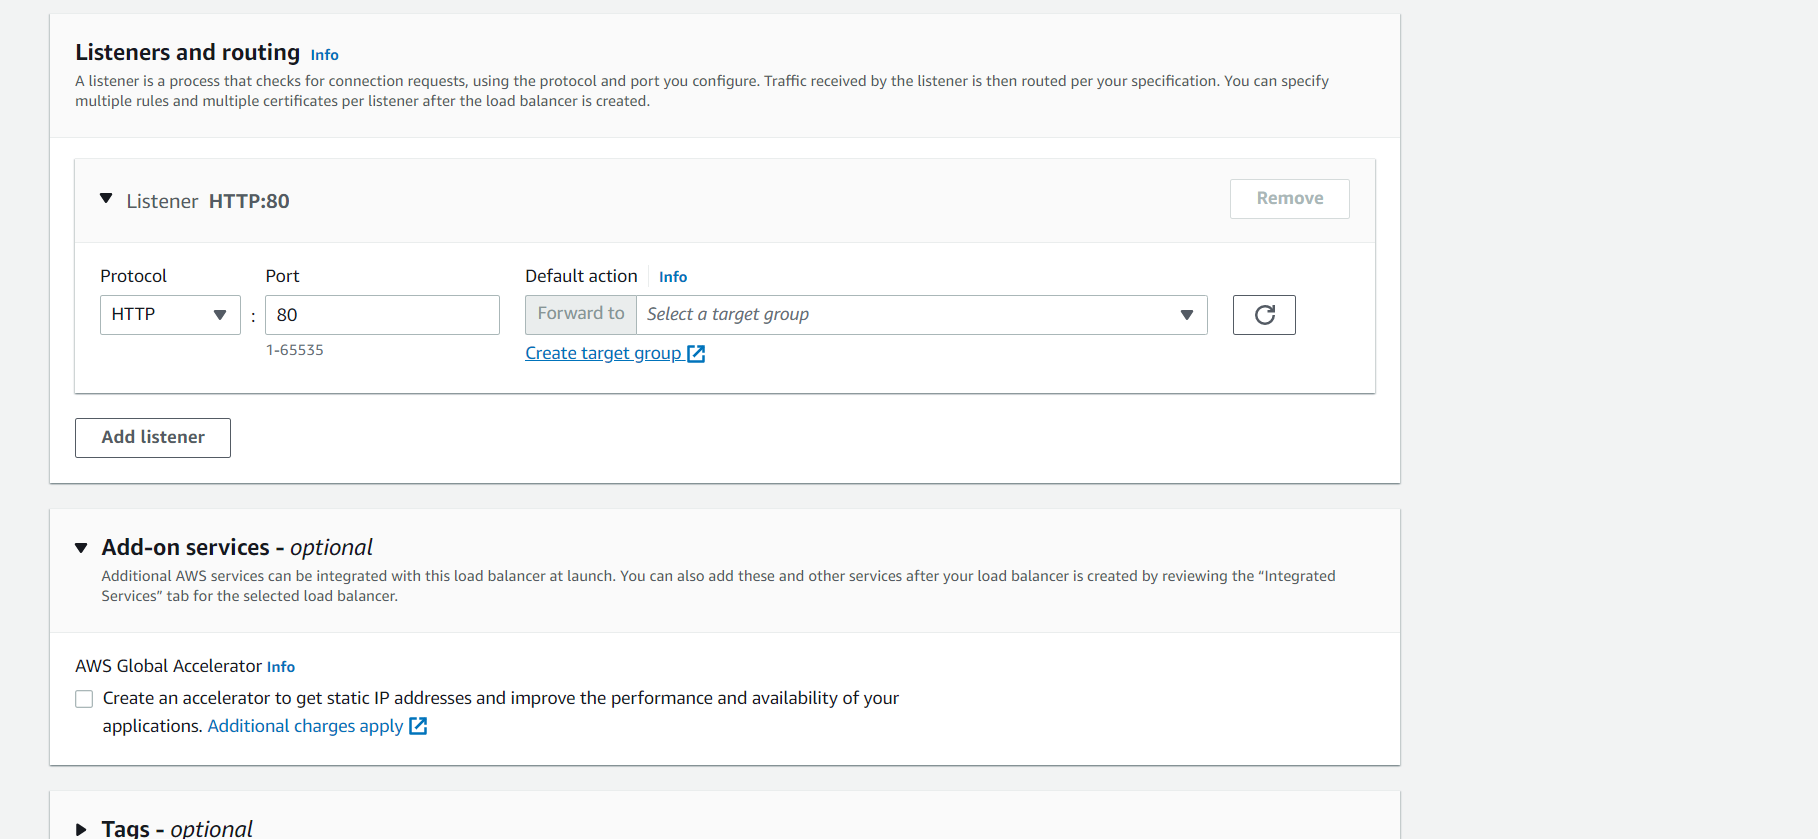 Listeners and routing Info
A listener is a process that checks for connection requests, using the protocol and port you configure. Traffic received by the listener is then routed per your specification. You can specify
multiple rules and multiple certificates per listener after the load balancer is created.
Listener HTTP:80
Remove
Protocol
Port
Default action
Info
HTTP
:
80
Forward to
Select a target group
1-65535
Create target group
Add listener
Add-on services - optional
Additional AWS services can be integrated with this load balancer at launch. You can also add these and other services after your load balancer is created by reviewing the “Integrated
Services” tab for the selected load balancer.
AWS Global Accelerator Info
Create an accelerator to get static IP addresses and improve the performance and availability of your
applications. Additional charges apply
Tags - optional